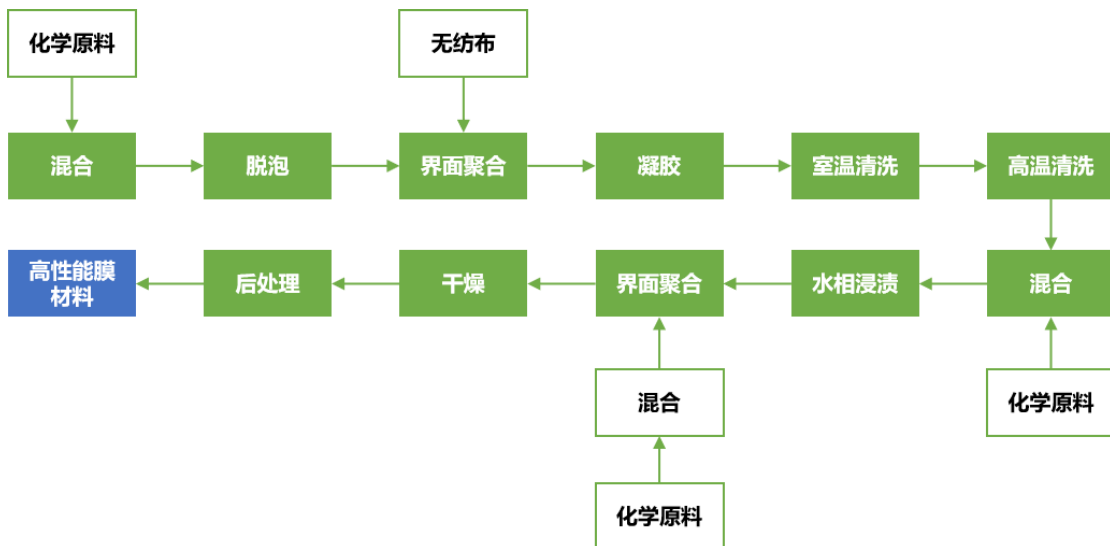 化学原料
无纺布
混合
脱泡
界面聚合
凝胶
室温清洗
高温清洗
高性能膜
材料
后处理
干燥
界面聚合
水相浸渍
混合
混合
化学原料
化学原料